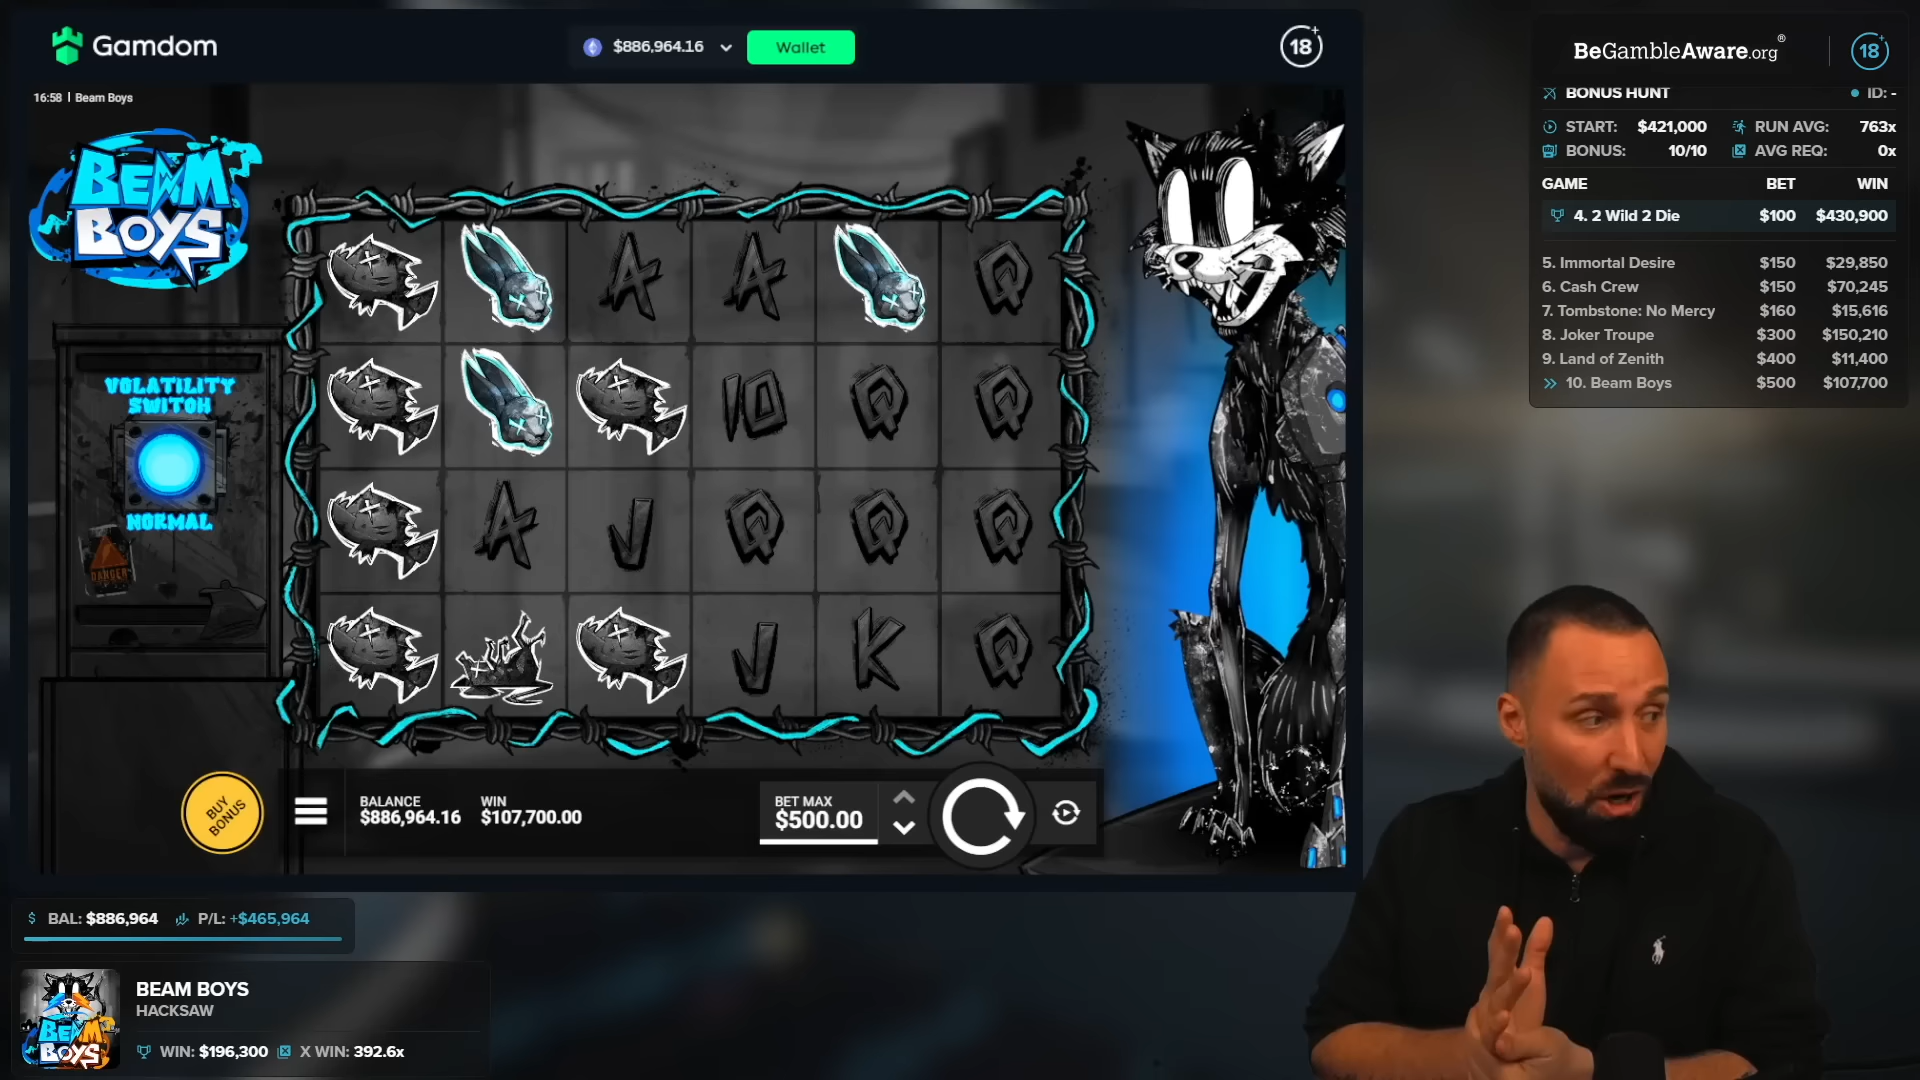 Gamdom
$886,964.16
Wallet
18+
16:58 | Beam Boys
BEAM
BOYS
VOLATILITY
SWITCH
NORMAL
DANGER
A A Q
10 Q Q
A J Q Q Q
J K Q
BUY
BONUS
BALANCE
$886,964.16
WIN
$107,700.00
BET MAX
$500.00
BeGambleAware.org®
18+
BONUS HUNT
ID: -
START: $421,000 RUN AVG: 763x
BONUS: 10/10 AVG REQ: 0x
GAME BET WIN
4. 2 Wild 2 Die $100 $430,900
5. Immortal Desire $150 $29,850
6. Cash Crew $150 $70,245
7. Tombstone: No Mercy $160 $15,616
8. Joker Troupe $300 $150,210
9. Land of Zenith $400 $11,400
10. Beam Boys $500 $107,700
$ BAL: $886,964 P/L: +$465,964
BEAM
BOYS
BEAM BOYS
HACKSAW
WIN: $196,300 X WIN: 392.6x